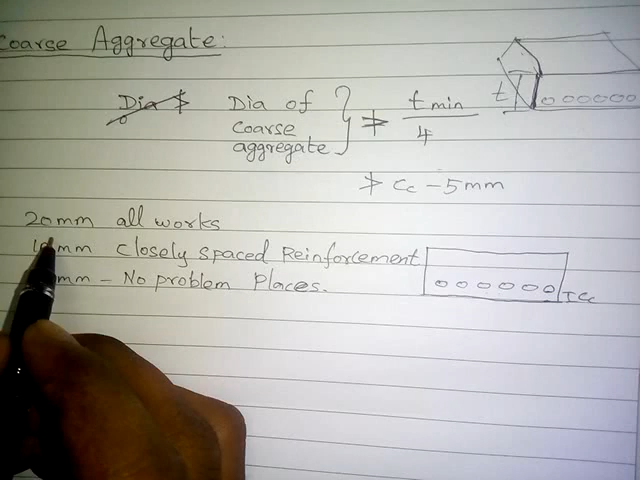 Coarse Aggregate:
Dia ≯ Dia of coarse aggregate } ≯ tmin/4
≯ Cc - 5mm
20mm all works
mm Closely Spaced Reinforcement
mm - No problem Places.
t
Cc